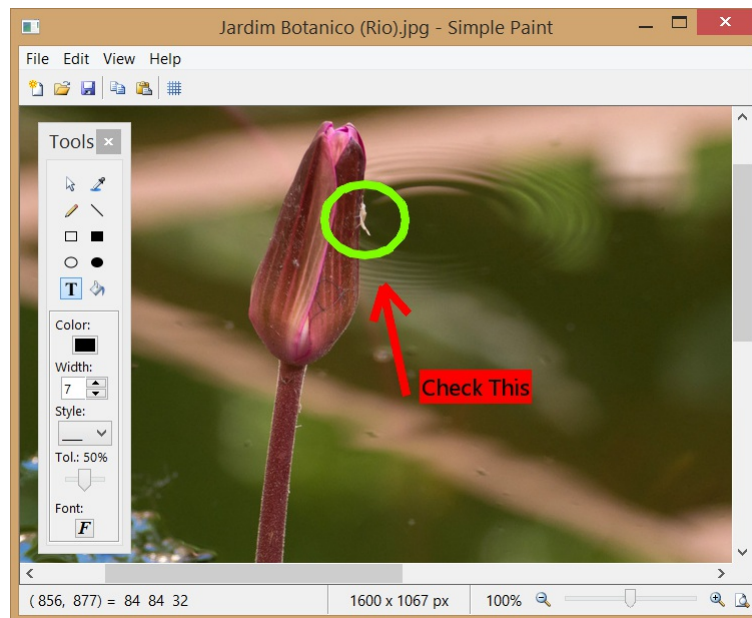 Jardim Botanico (Rio).jpg - Simple Paint
File Edit View Help
Tools
T
Color:
Width:
7
Style:
Tol.: 50%
Font:
F
Check This
( 856, 877) = 84 84 32
1600 x 1067 px
100%